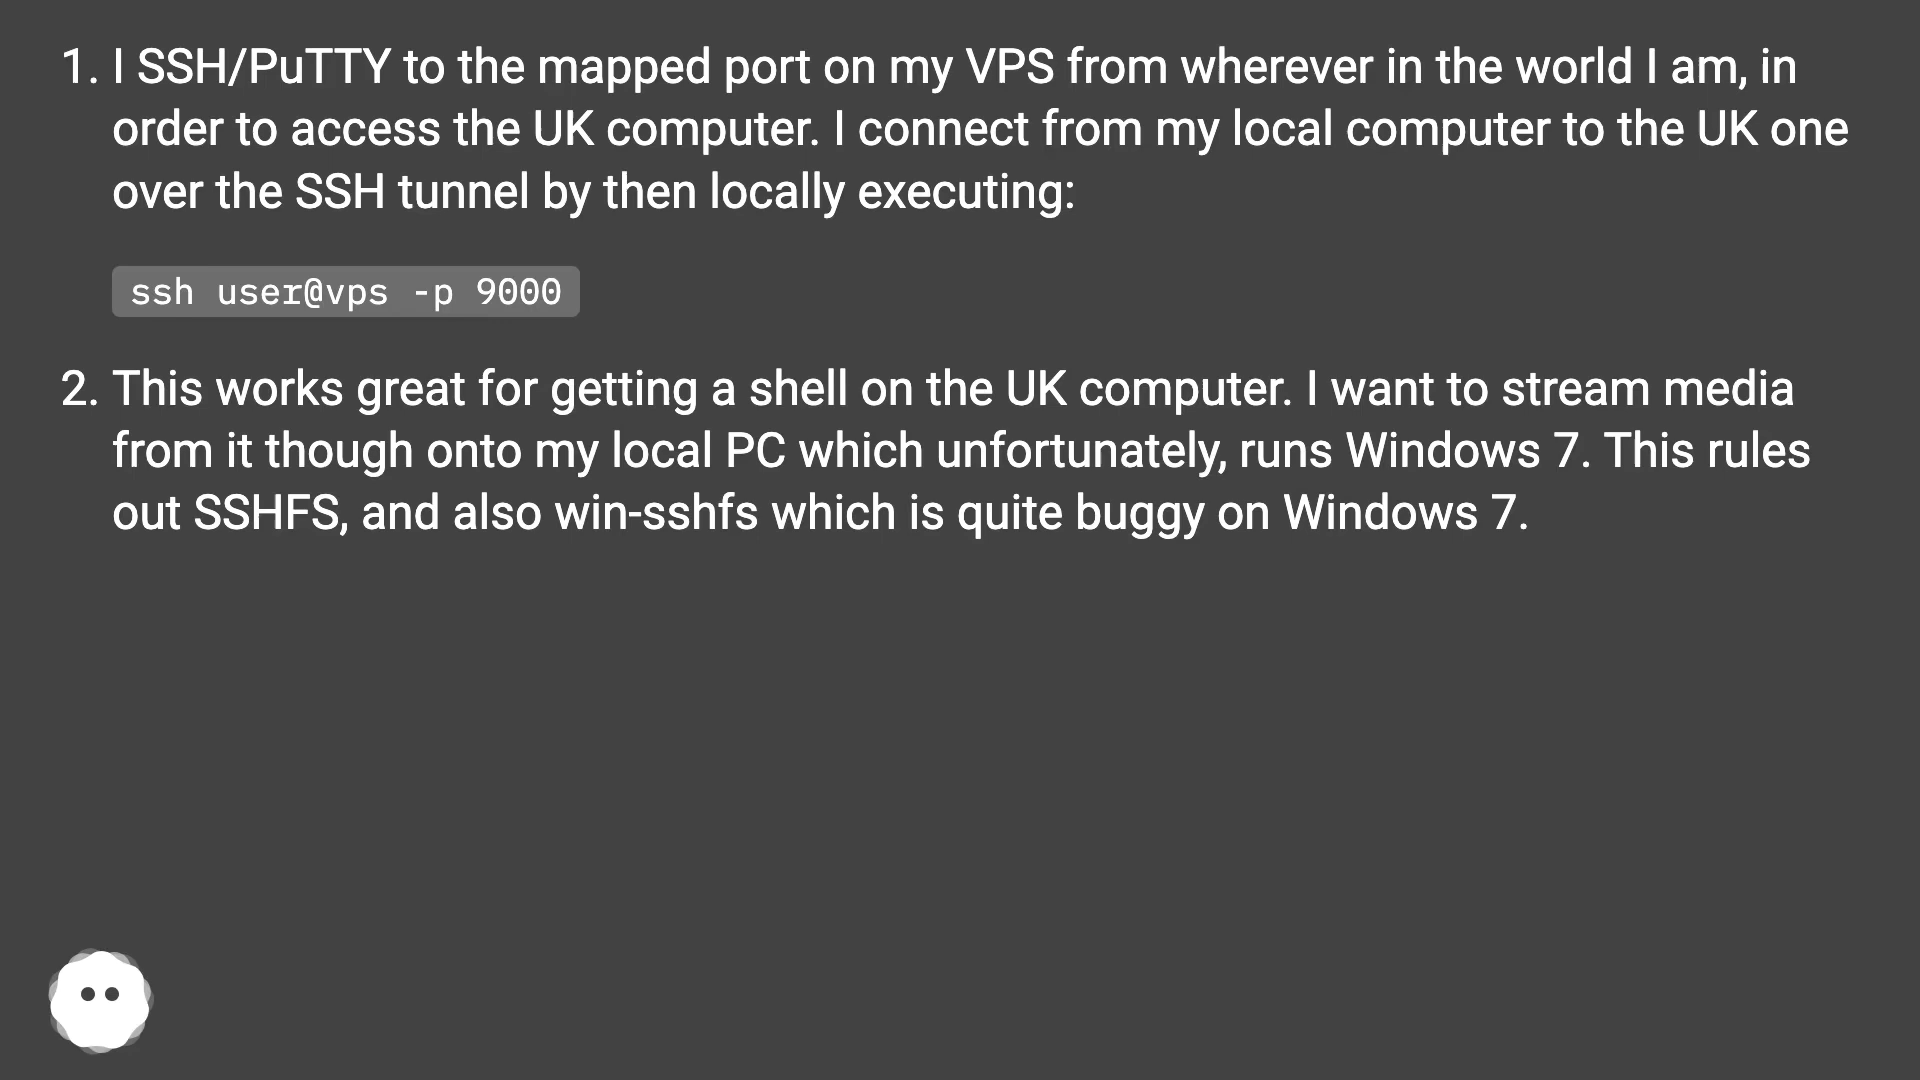 1. I SSH/PuTTY to the mapped port on my VPS from wherever in the world I am, in
order to access the UK computer. I connect from my local computer to the UK one
over the SSH tunnel by then locally executing:
ssh user@vps -p 9000
2. This works great for getting a shell on the UK computer. I want to stream media
from it though onto my local PC which unfortunately, runs Windows 7. This rules
out SSHFS, and also win-sshfs which is quite buggy on Windows 7.